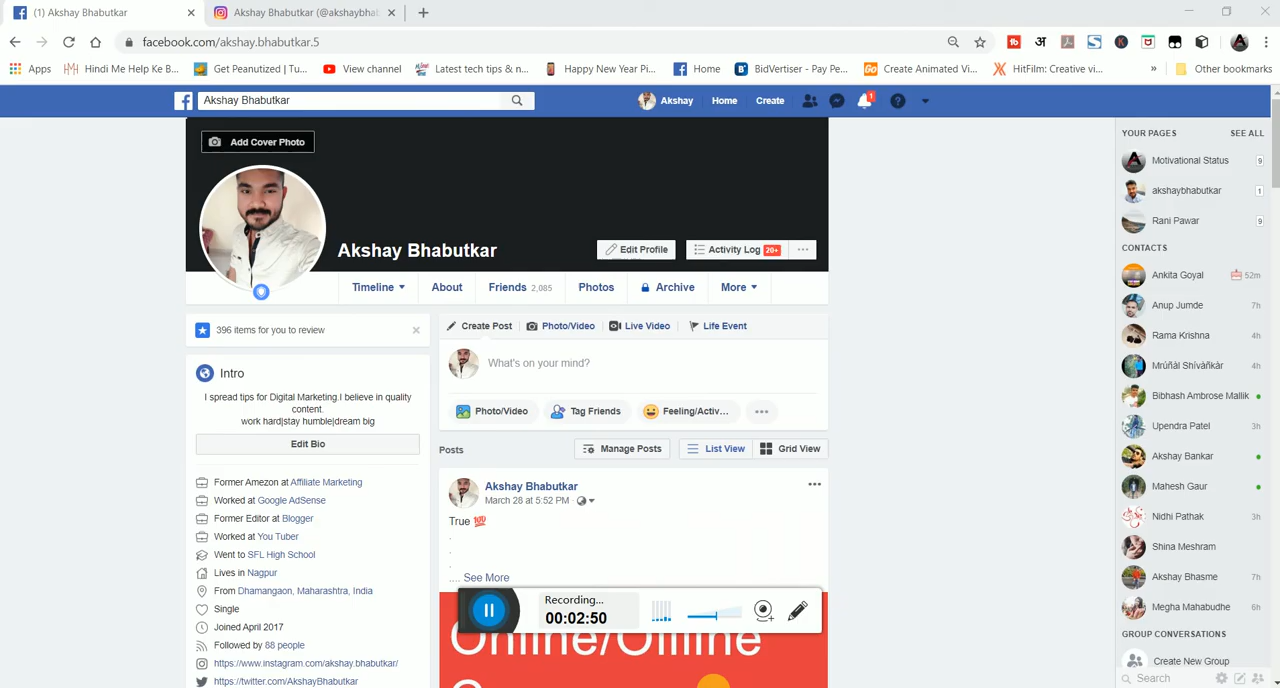 (1) Akshay Bhabutkar
Akshay Bhabutkar (@akshaybhab
facebook.com/akshay.bhabutkar.5
Apps
Hindi Me Help Ke B...
Get Peanutized | Tu...
View channel
Latest tech tips & n...
Happy New Year Pi...
Home
BidVertiser - Pay Pe...
Create Animated Vi...
HitFilm: Creative vi...
»
Other bookmarks
Akshay Bhabutkar
Akshay
Home
Create
1
Add Cover Photo
Akshay Bhabutkar
Edit Profile
Activity Log 20+
...
Timeline
About
Friends 2,085
Photos
Archive
More
396 items for you to review
Intro
I spread tips for Digital Marketing.I believe in quality
content.
work hard|stay humble|dream big
Edit Bio
Former Amazon at Affiliate Marketing
Worked at Google AdSense
Former Editor at Blogger
Worked at You Tuber
Went to SFL High School
Lives in Nagpur
From Dhamangaon, Maharashtra, India
Single
Joined April 2017
Followed by 88 people
https://www.instagram.com/akshay.bhabutkar/
https://twitter.com/AkshayBhabutkar
Create Post
Photo/Video
Live Video
Life Event
What's on your mind?
Photo/Video
Tag Friends
Feeling/Activ...
Posts
Manage Posts
List View
Grid View
Akshay Bhabutkar
March 28 at 5:52 PM
True 💯
.
.
.
.... See More
Online/Offline
Recording...
00:02:50
YOUR PAGES
SEE ALL
Motivational Status 9
akshaybhabutkar 1
Rani Pawar 9
CONTACTS
Ankita Goyal 52m
Anup Jumde 7h
Rama Krishna 4h
Mrúñãl Shívàñkàr 4h
Bibhash Ambrose Mallik
Upendra Patel 3h
Akshay Bankar
Mahesh Gaur
Nidhi Pathak 3h
Shina Meshram
Akshay Bhasme 7h
Megha Mahabudhe 6h
GROUP CONVERSATIONS
Create New Group
Search